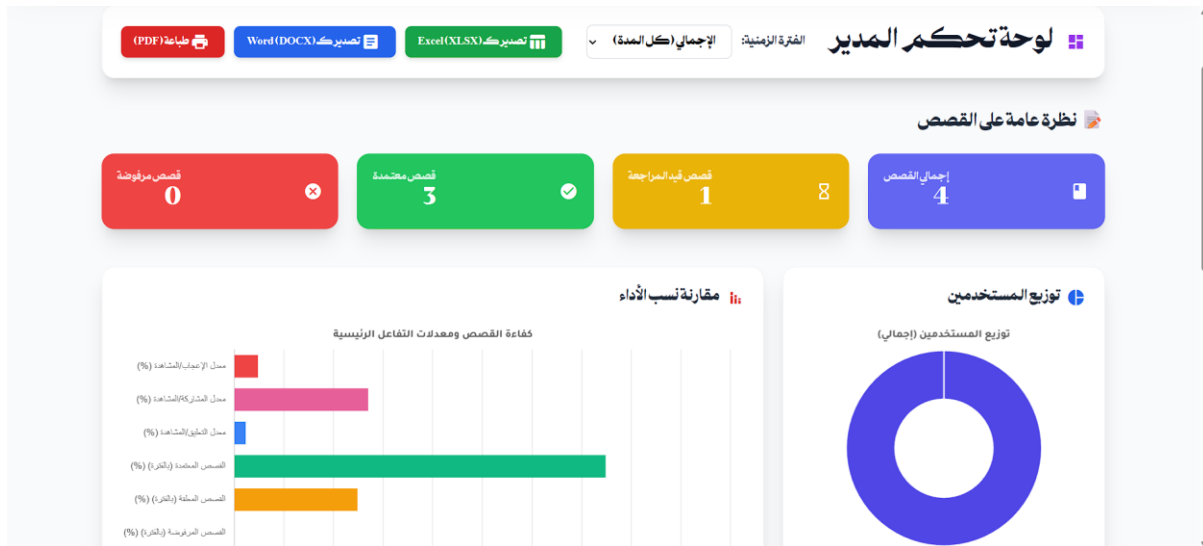 لوحة تحكم المدير
الفترة الزمنية:
الإجمالي (كل المدة)
تصدير كـ Excel (XLSX)
تصدير كـ Word (DOCX)
طباعة (PDF)
نظرة عامة على القصص
إجمالي القصص
4
قصص قيد المراجعة
1
قصص معتمدة
3
قصص مرفوضة
0
توزيع المستخدمين
توزيع المستخدمين (إجمالي)
مقارنة نسب الأداء
كفاءة القصص ومعدلات التفاعل الرئيسية
معدل الإعجاب/المشاهدة (%)
معدل المشاركة/المشاهدة (%)
معدل التعليق/المشاهدة (%)
القصص المعتمدة (بالفترة) (%)
القصص المعلقة (بالفترة) (%)
القصص المرفوضة (بالفترة) (%)